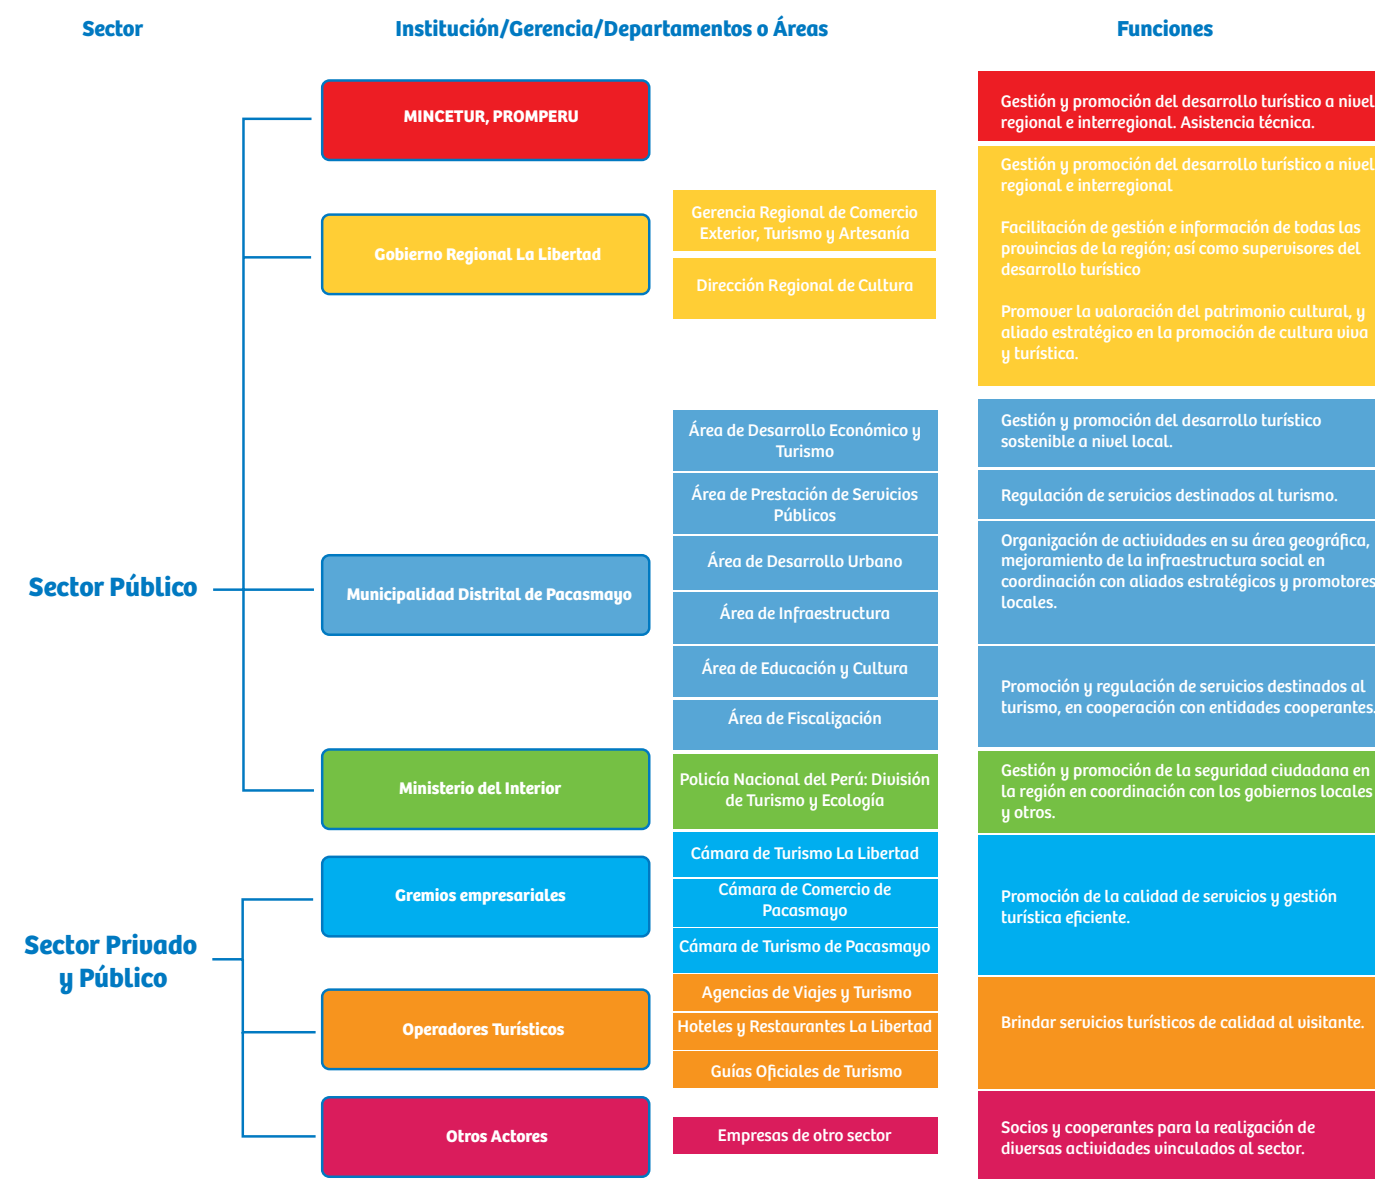 Sector
Institución/Gerencia/Departamentos o Áreas
Funciones
Sector Público
MINCETUR, PROMPERU
Gestión y promoción del desarrollo turístico a nivel
regional e interregional. Asistencia técnica.
Gobierno Regional La Libertad
Gerencia Regional de Comercio
Exterior, Turismo y Artesanía
Dirección Regional de Cultura
Gestión y promoción del desarrollo turístico a nivel
regional e interregional
Facilitación de gestión e información de todas las
provincias de la región; así como supervisores del
desarrollo turístico
Promover la valoración del patrimonio cultural, y
aliado estratégico en la promoción de cultura viva
y turística.
Municipalidad Distrital de Pacasmayo
Área de Desarrollo Económico y
Turismo
Área de Prestación de Servicios
Públicos
Área de Desarrollo Urbano
Área de Infraestructura
Área de Educación y Cultura
Área de Fiscalización
Gestión y promoción del desarrollo turístico
sostenible a nivel local.
Regulación de servicios destinados al turismo.
Organización de actividades en su área geográfica,
mejoramiento de la infraestructura social en
coordinación con aliados estratégicos y promotores
locales.
Promoción y regulación de servicios destinados al
turismo, en cooperación con entidades cooperantes.
Ministerio del Interior
Policía Nacional del Perú: División
de Turismo y Ecología
Gestión y promoción de la seguridad ciudadana en
la región en coordinación con los gobiernos locales
y otros.
Sector Privado
y Público
Gremios empresariales
Cámara de Turismo La Libertad
Cámara de Comercio de
Pacasmayo
Cámara de Turismo de Pacasmayo
Promoción de la calidad de servicios y gestión
turística eficiente.
Operadores Turísticos
Agencias de Viajes y Turismo
Hoteles y Restaurantes La Libertad
Guías Oficiales de Turismo
Brindar servicios turísticos de calidad al visitante.
Otros Actores
Empresas de otro sector
Socios y cooperantes para la realización de
diversas actividades vinculados al sector.